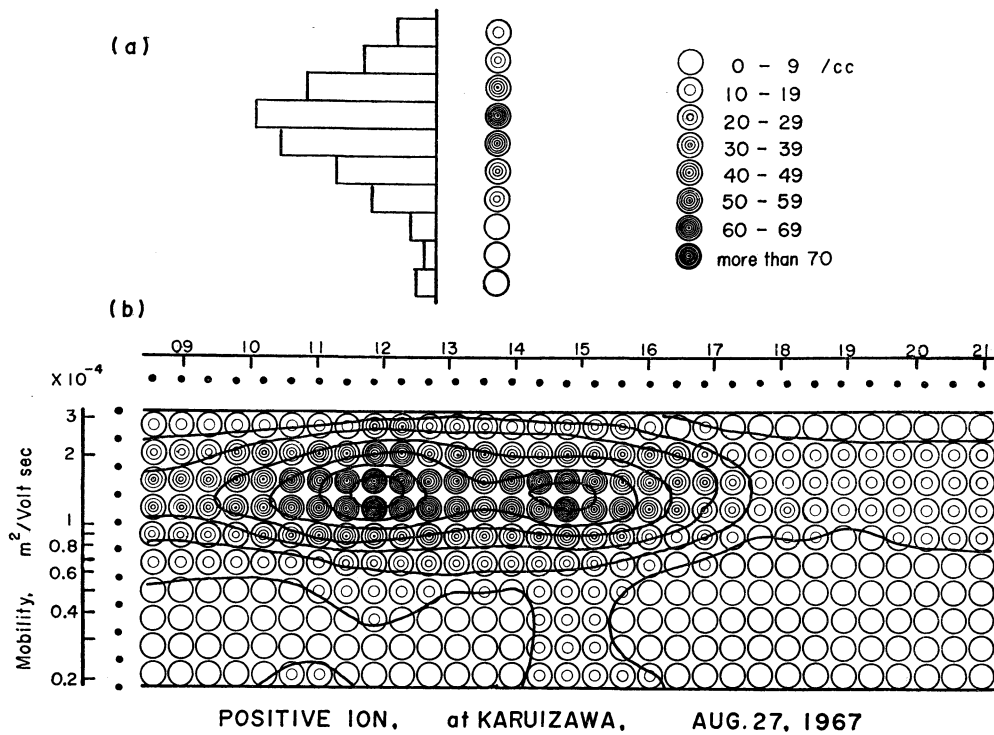 (a)
0 - 9 /cc
10 - 19
20 - 29
30 - 39
40 - 49
50 - 59
60 - 69
more than 70
(b)
09 10 11 12 13 14 15 16 17 18 19 20 21
X 10⁻⁴
3
2
1
0.8
0.6
0.4
0.2
Mobility, m²/Volt sec
POSITIVE ION, at KARUIZAWA, AUG. 27, 1967